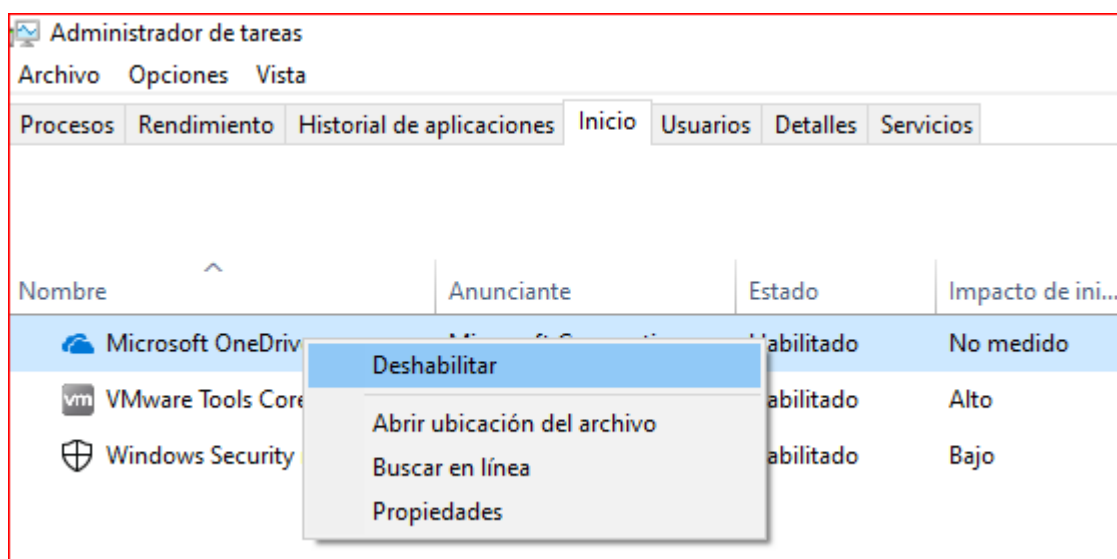 Administrador de tareas
Archivo Opciones Vista
Procesos Rendimiento Historial de aplicaciones Inicio Usuarios Detalles Servicios
Nombre Anunciante Estado Impacto de ini...
Microsoft OneDriv No medido
Deshabilitar
vm VMware Tools Core Alto
Abrir ubicación del archivo
Windows Security Bajo
Buscar en línea
Propiedades